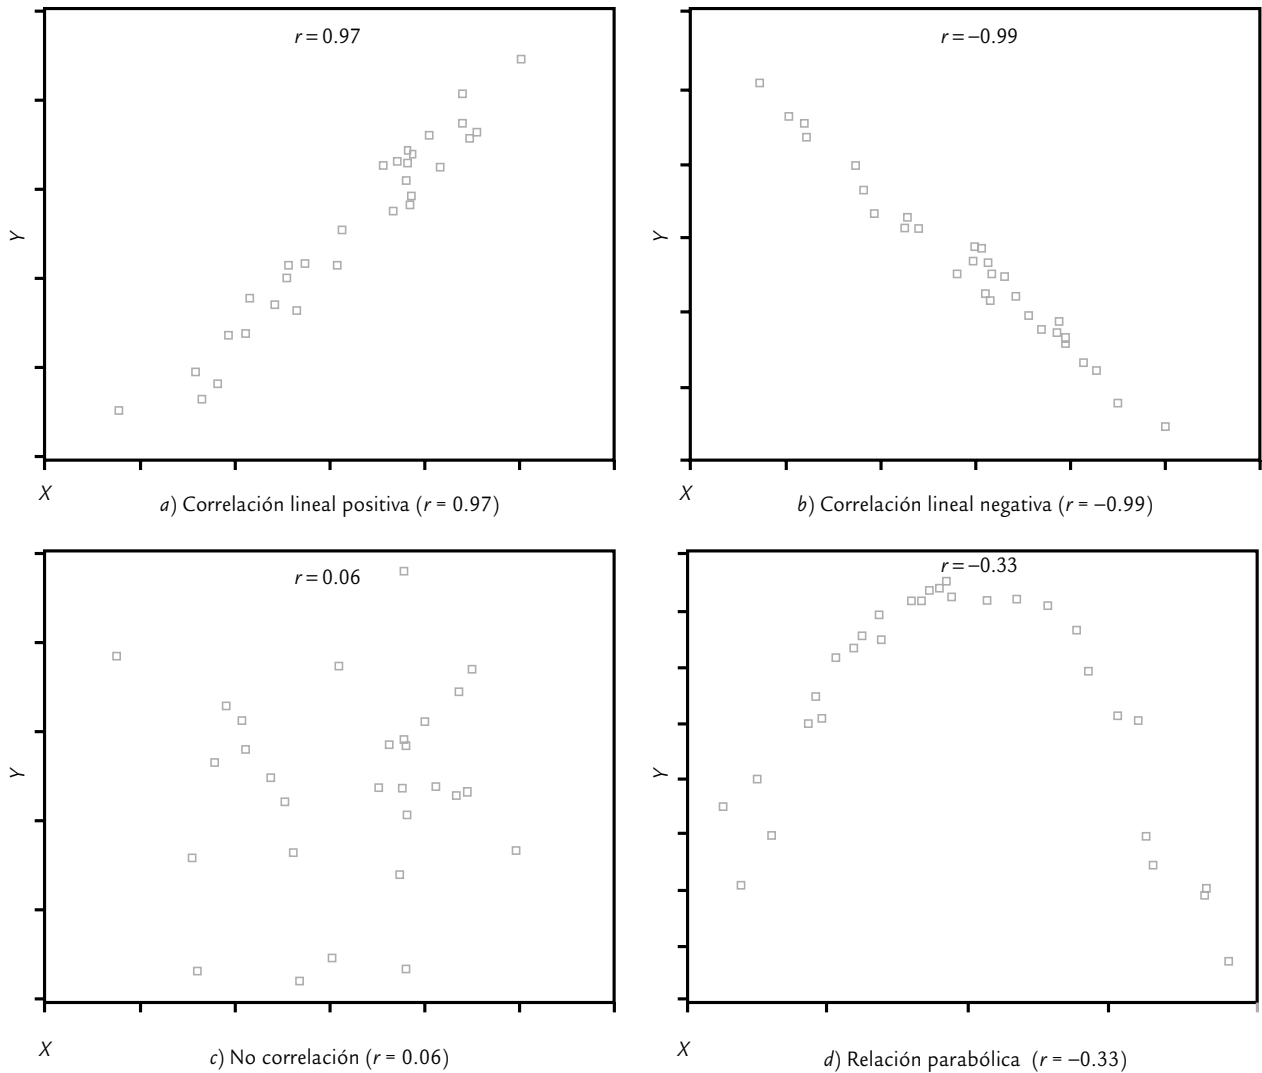 r = 0.97
Y
X
a) Correlación lineal positiva (r = 0.97)
r = −0.99
Y
X
b) Correlación lineal negativa (r = −0.99)
r = 0.06
Y
X
c) No correlación (r = 0.06)
r = −0.33
Y
X
d) Relación parabólica (r = −0.33)